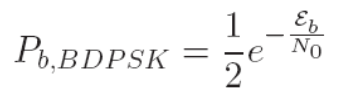 $P_{b,BDPSK} = \frac{1}{2} e^{-\frac{\mathcal{E}_b}{N_0}}$